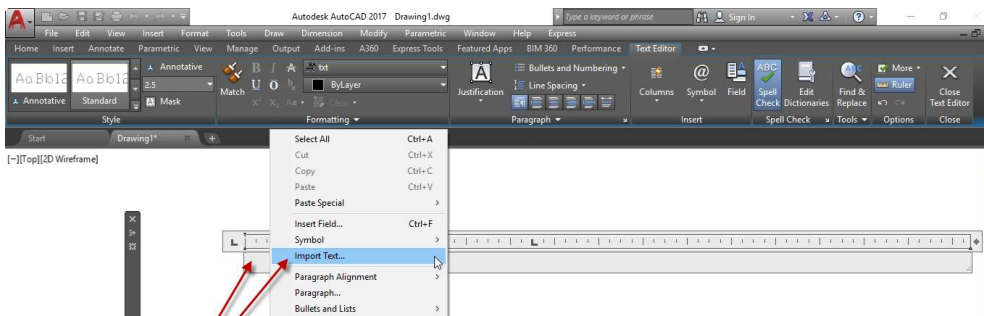 Autodesk AutoCAD 2017 Drawing1.dwg Type a keyword or phrase Sign In
File Edit View Insert Format Tools Draw Dimension Modify Parametric Window Help Express
Home Insert Annotate Parametric View Manage Output Add-ins A360 Express Tools Featured Apps BIM 360 Performance Text Editor
AaBb12 AaBb12 Annotative txt Bullets and Numbering ABC More
2.5 ByLayer Line Spacing Ruler
Annotative Standard Mask Match Clear Justification Columns Symbol Field Spell Check Edit Dictionaries Find & Replace Close Text Editor
Style Formatting Paragraph Insert Spell Check Tools Options Close
Start Drawing1*
[−][Top][2D Wireframe]
Select All Ctrl+A
Cut Ctrl+X
Copy Ctrl+C
Paste Ctrl+V
Paste Special
Insert Field... Ctrl+F
Symbol
Import Text...
Paragraph Alignment
Paragraph...
Bullets and Lists